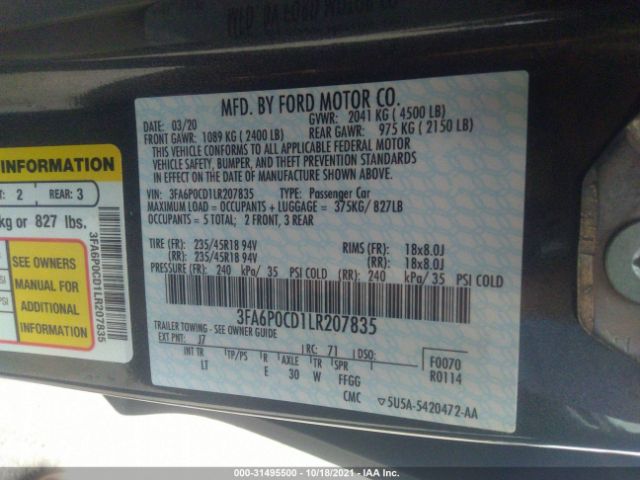 MFD. BY FORD MOTOR CO.
DATE: 03/20 GVWR: 2041 KG ( 4500 LB)
FRONT GAWR: 1089 KG ( 2400 LB) REAR GAWR: 975 KG ( 2150 LB)
THIS VEHICLE CONFORMS TO ALL APPLICABLE FEDERAL MOTOR
VEHICLE SAFETY, BUMPER, AND THEFT PREVENTION STANDARDS
IN EFFECT ON THE DATE OF MANUFACTURE SHOWN ABOVE.
VIN: 3FA6P0CD1LR207835 TYPE: Passenger Car
MAXIMUM LOAD = OCCUPANTS + LUGGAGE = 375KG/ 827LB
OCCUPANTS = 5 TOTAL; 2 FRONT, 3 REAR
TIRE (FR): 235/45R18 94V RIMS (FR): 18x8.0J
(RR): 235/45R18 94V (RR): 18x8.0J
PRESSURE (FR): 240 kPa/ 35 PSI COLD (RR): 240 kPa/ 35 PSI COLD
3FA6P0CD1LR207835
TRAILER TOWING - SEE OWNER GUIDE
EXT PNT: J7 RC: 71 DSO: F0070
INT TR TP/PS R AXLE TR SPR R0114
LT E 30 W FFGG
CMC ▽5U5A-5420472-AA
INFORMATION
2 REAR: 3
kg or 827 lbs.
SEE OWNERS
MANUAL FOR
ADDITIONAL
INFORMATION
3FA6P0CD1LR207835
000-31495500 - 10/18/2021 - IAA Inc.